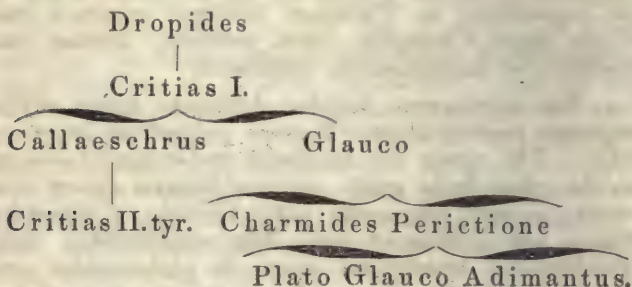 Dropides
Critias I.
Callaeschrus Glauco
Critias II. tyr. Charmides Perictione
Plato Glauco Adimantus.